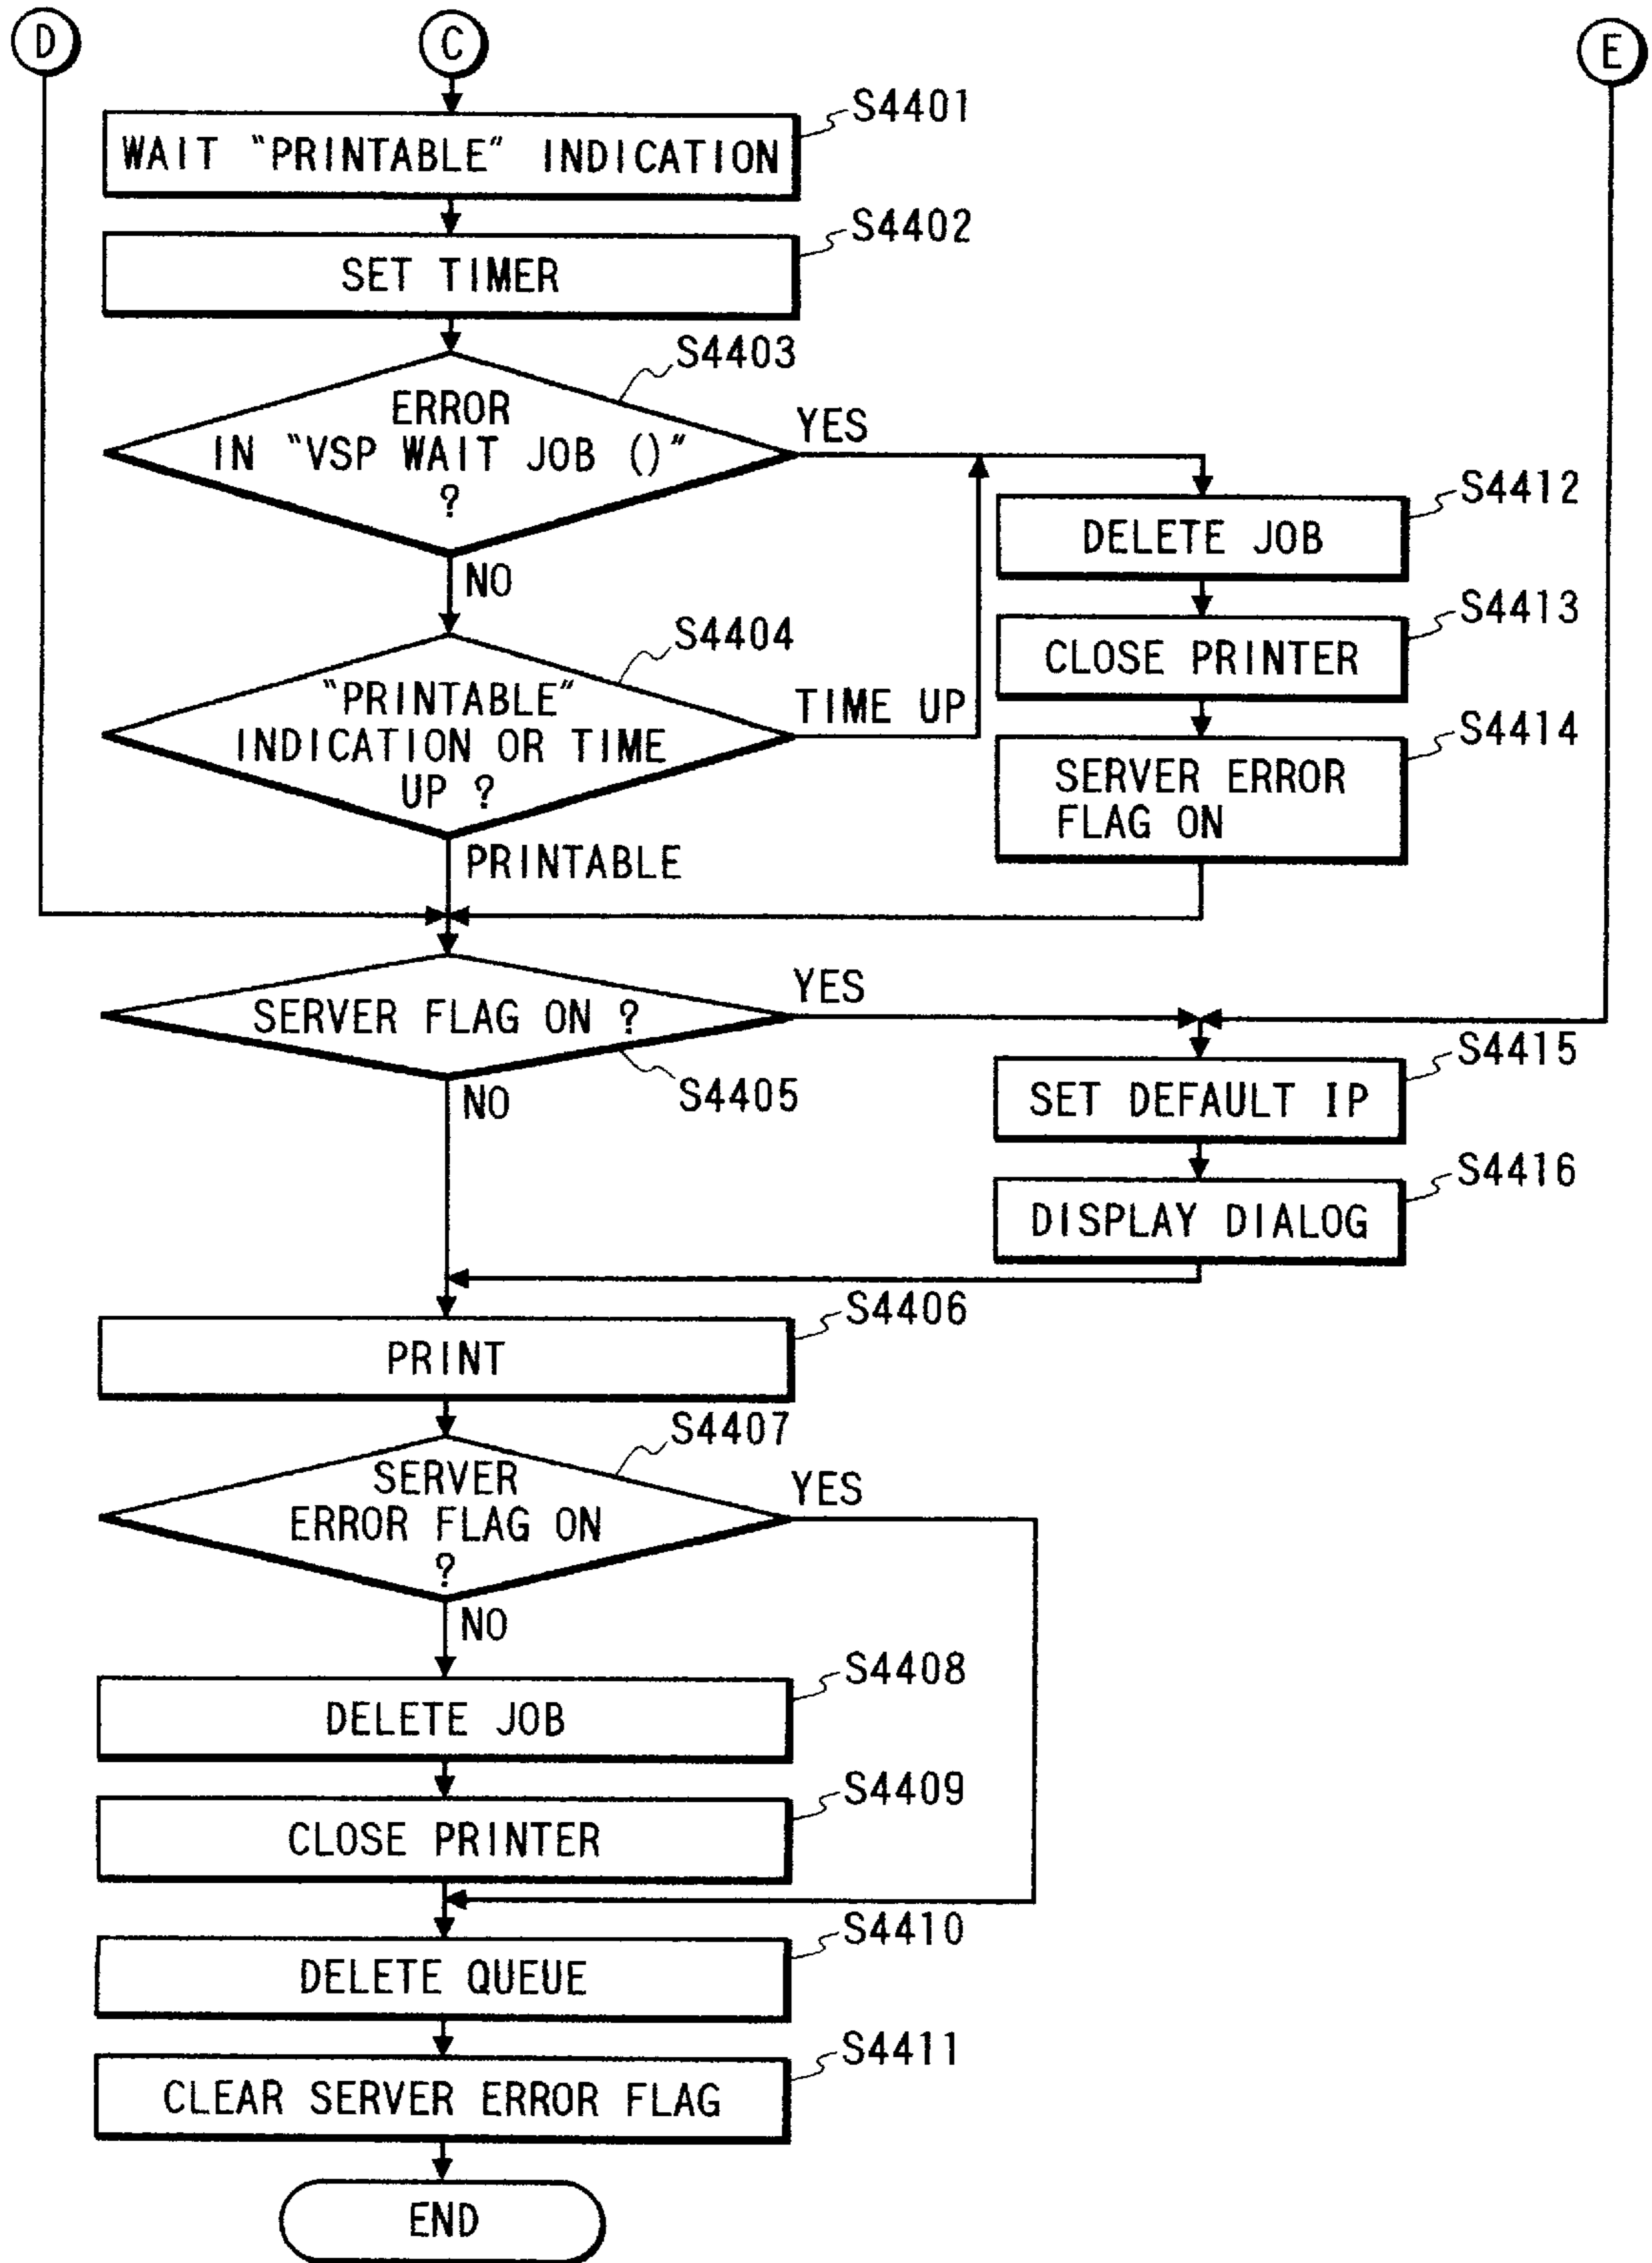 D
C
E
S4401
WAIT "PRINTABLE" INDICATION
S4402
SET TIMER
S4403
ERROR
IN "VSP WAIT JOB ()"
?
YES
NO
S4412
DELETE JOB
S4413
CLOSE PRINTER
S4404
"PRINTABLE"
INDICATION OR TIME
UP ?
TIME UP
PRINTABLE
S4414
SERVER ERROR
FLAG ON
SERVER FLAG ON ?
YES
S4405
NO
S4415
SET DEFAULT IP
S4416
DISPLAY DIALOG
S4406
PRINT
S4407
SERVER
ERROR FLAG ON
?
YES
NO
S4408
DELETE JOB
S4409
CLOSE PRINTER
S4410
DELETE QUEUE
S4411
CLEAR SERVER ERROR FLAG
END